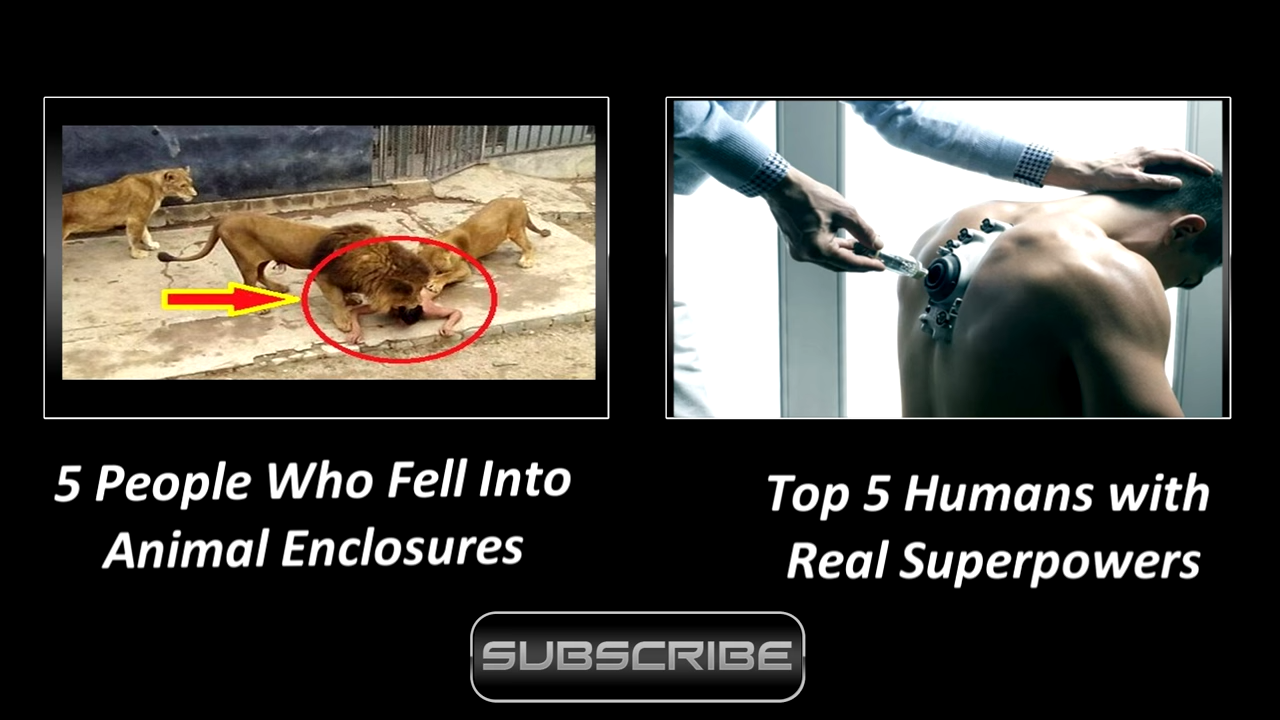 5 People Who Fell Into
Animal Enclosures
Top 5 Humans with
Real Superpowers
SUBSCRIBE